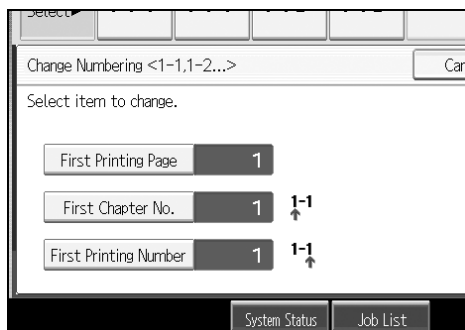 Select►
Change Numbering <1-1,1-2...>
Select item to change.
First Printing Page 1
First Chapter No. 1 1-1
First Printing Number 1 1-1
System Status Job List